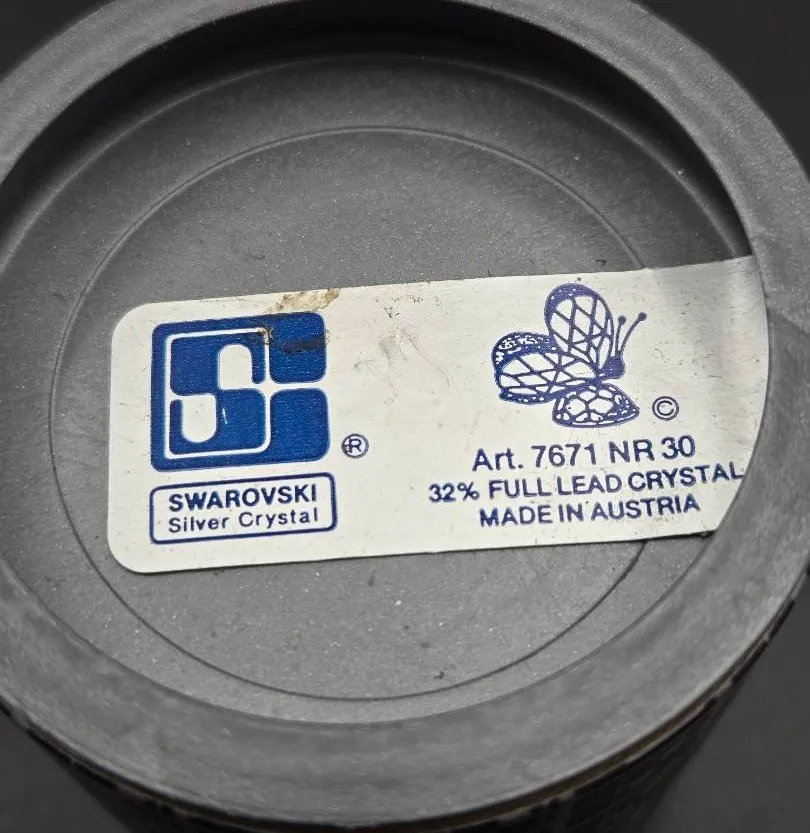 ®
SWAROVSKI
Silver Crystal
©
Art. 7671 NR 30
32% FULL LEAD CRYSTAL
MADE IN AUSTRIA